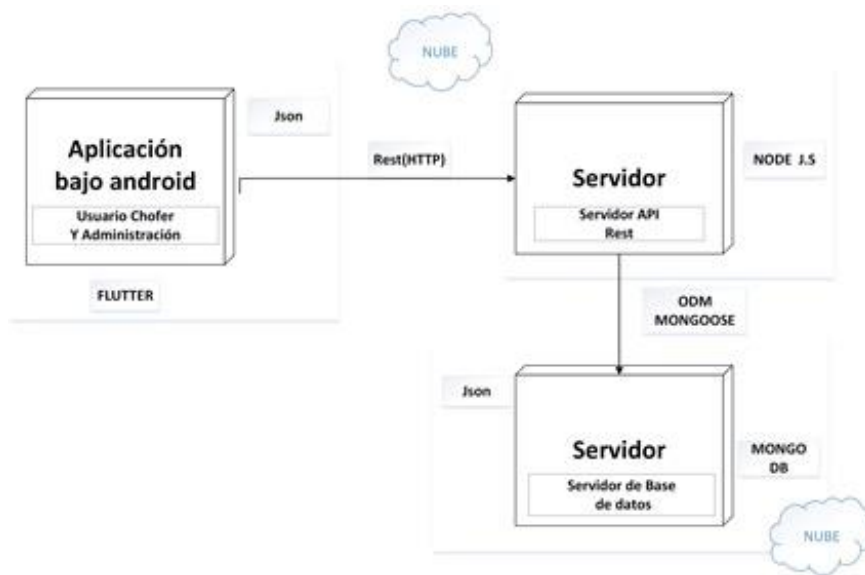 NUBE
Json
Aplicación
bajo android
Usuario Chofer
Y Administración
FLUTTER
Rest(HTTP)
Servidor
Servidor API
Rest
NODE J.S
ODM
MONGOOSE
Json
Servidor
Servidor de Base
de datos
MONGO
DB
NUBE